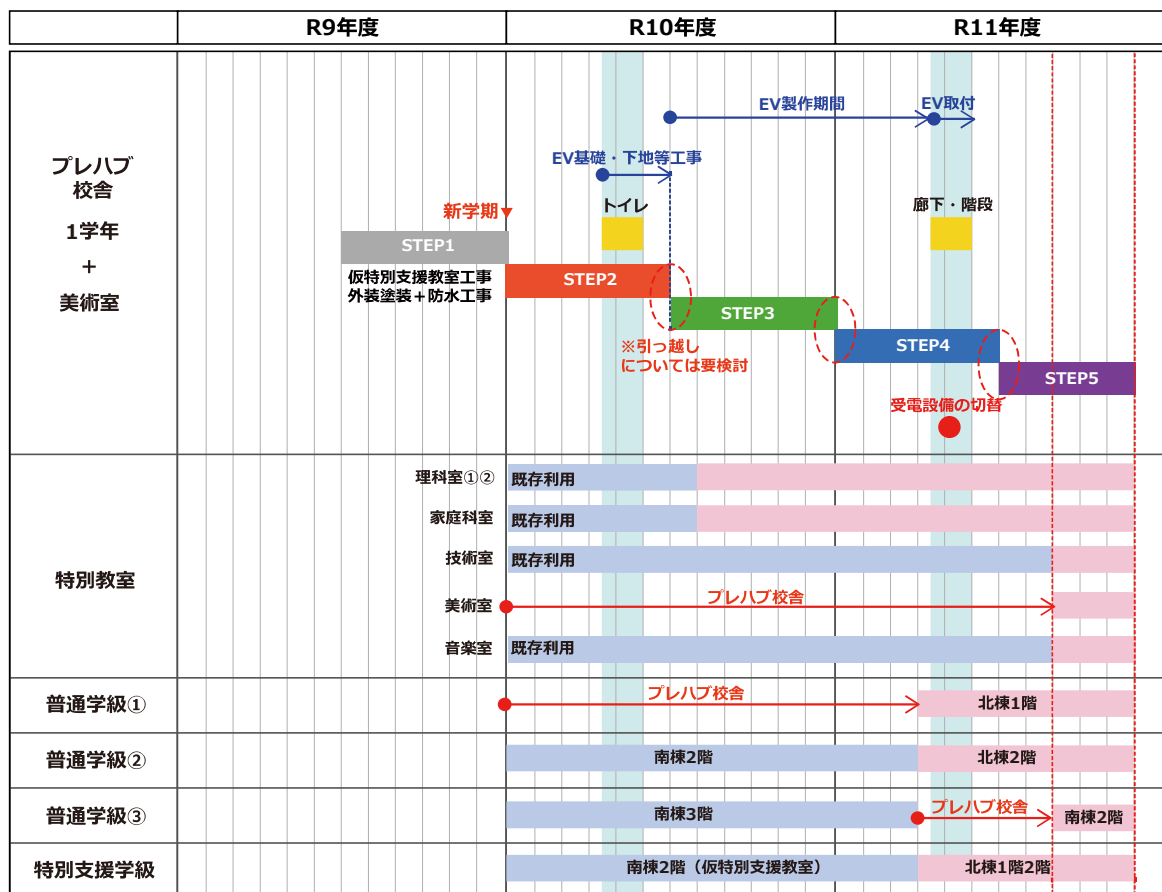 R9年度
R10年度
R11年度
プレハブ
校舎
1学年
+
美術室
EV製作期間
EV取付
EV基礎・下地等工事
新学期▼
トイレ
廊下・階段
STEP1
仮特別支援教室工事
外装塗装＋防水工事
STEP2
STEP3
※引っ越し
については要検討
STEP4
STEP5
受電設備の切替
特別教室
理科室①②
既存利用
家庭科室
既存利用
技術室
既存利用
美術室
プレハブ校舎
音楽室
既存利用
普通学級①
プレハブ校舎
北棟1階
普通学級②
南棟2階
北棟2階
普通学級③
南棟3階
プレハブ校舎
南棟2階
特別支援学級
南棟2階（仮特別支援教室）
北棟1階2階